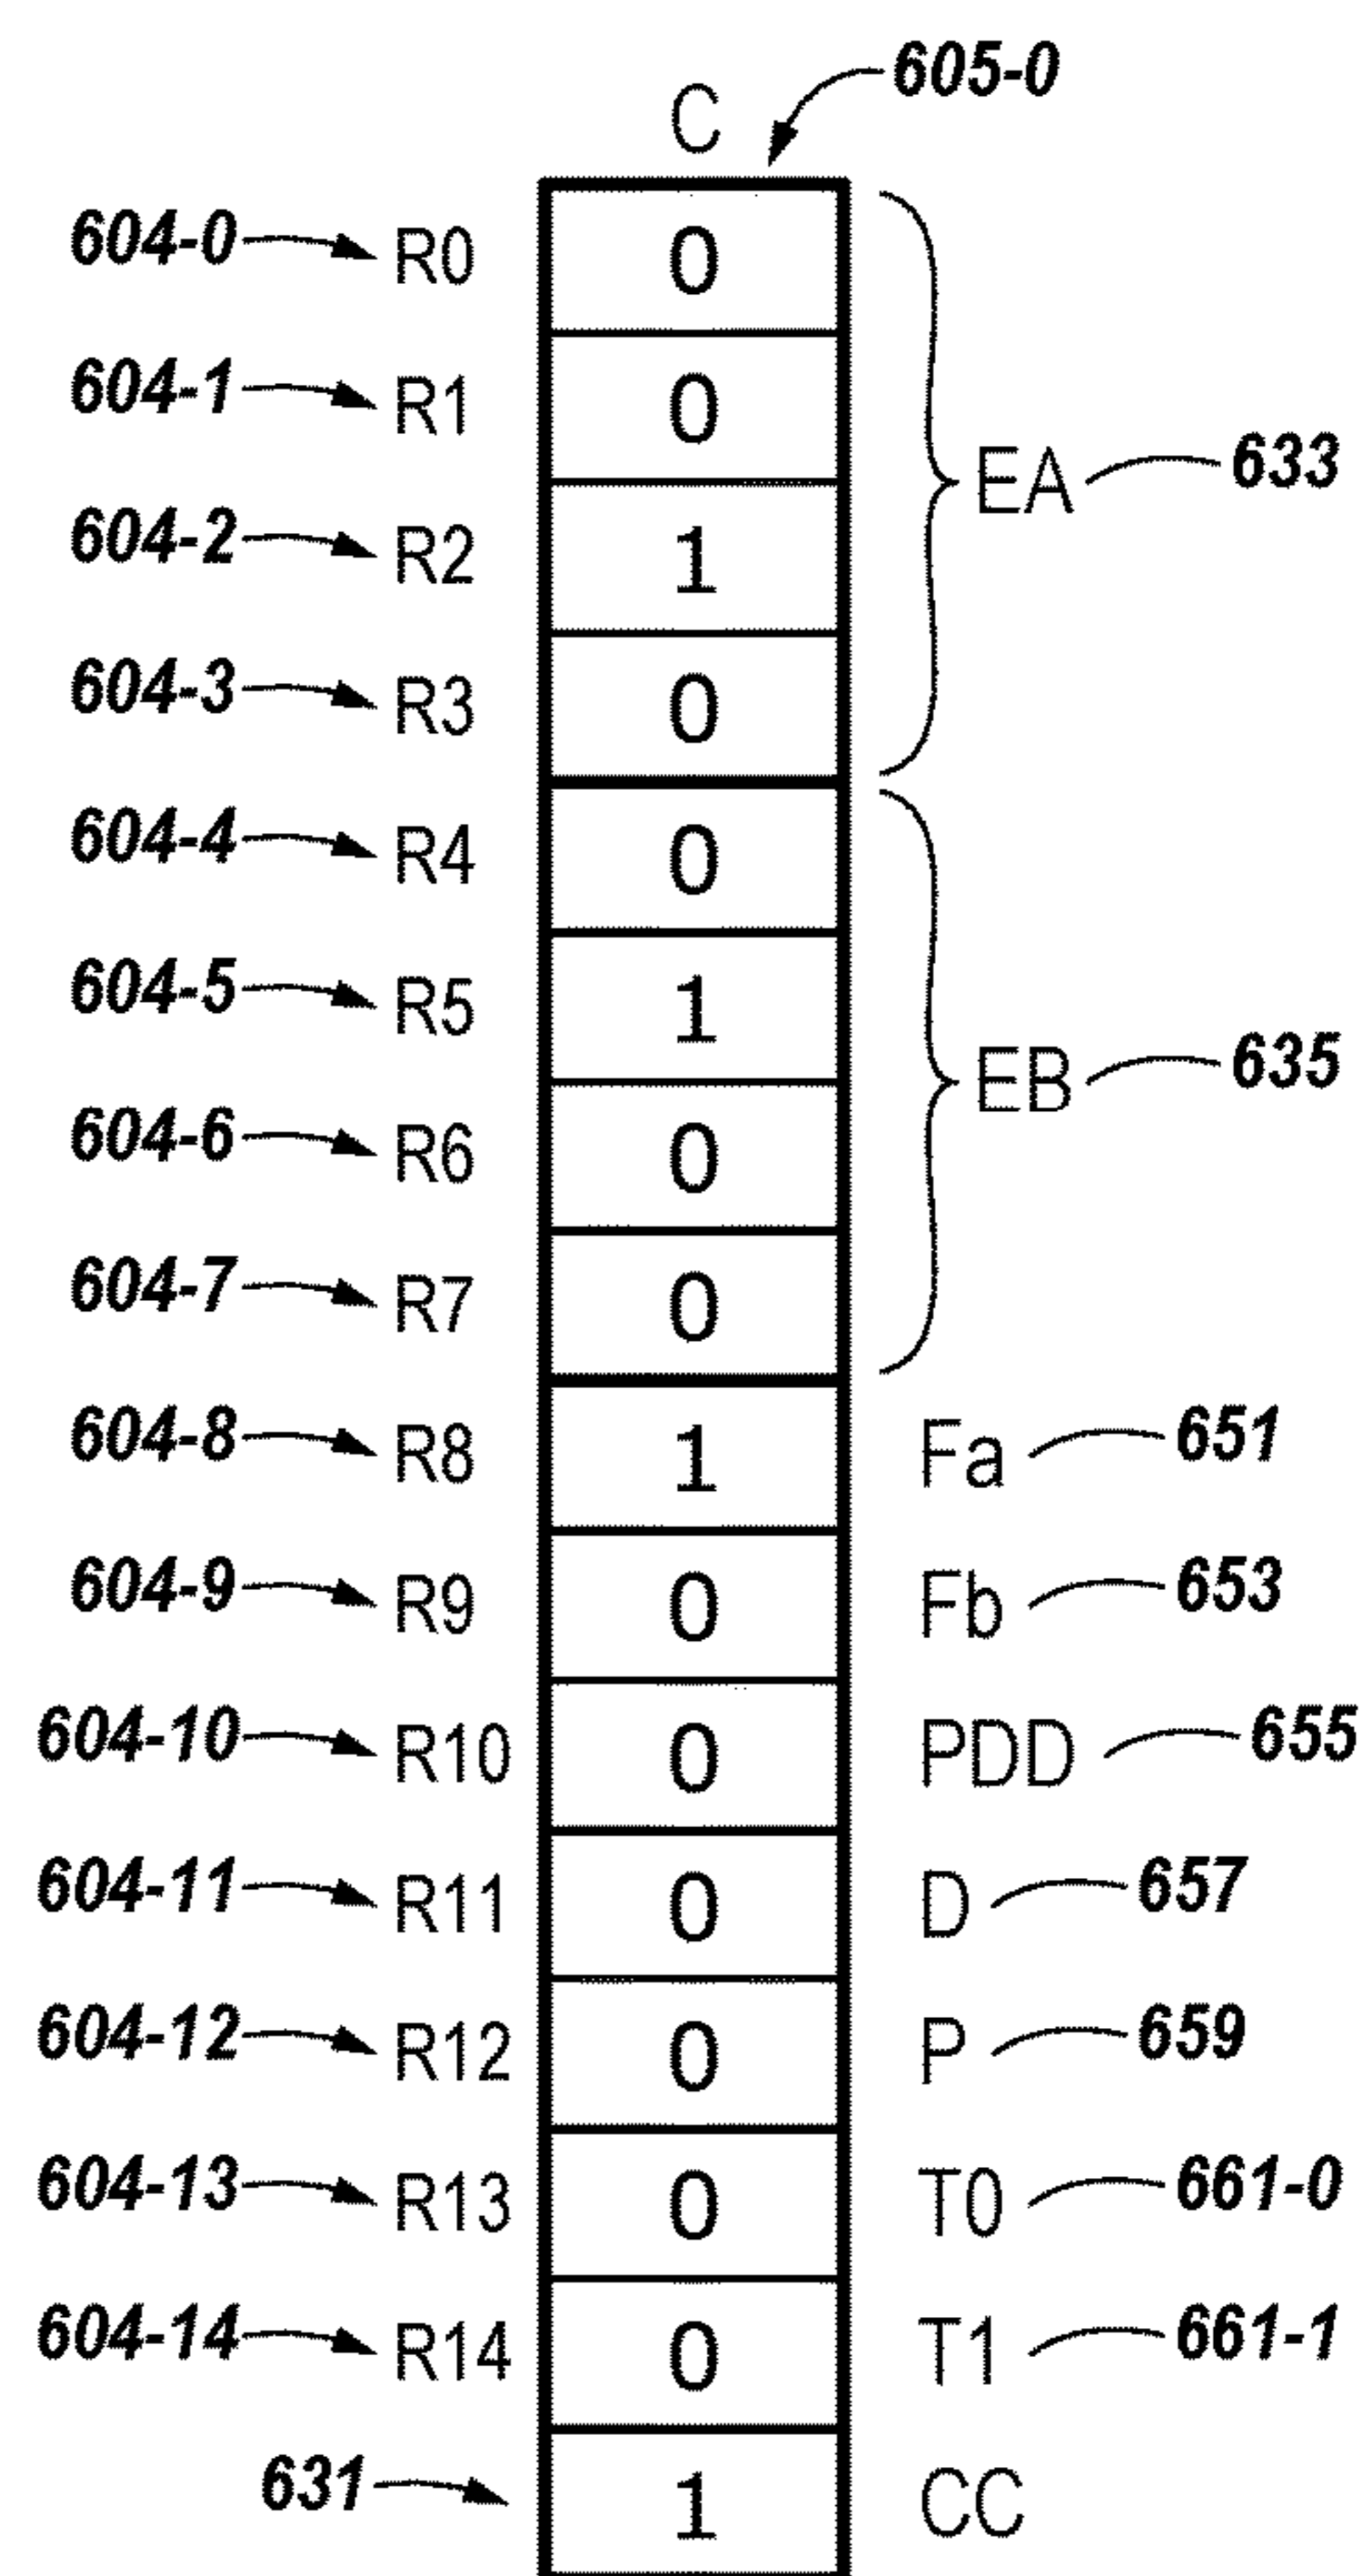 605-0
C
604-0 R0 0
604-1 R1 0
EA 633
604-2 R2 1
604-3 R3 0
604-4 R4 0
604-5 R5 1
EB 635
604-6 R6 0
604-7 R7 0
604-8 R8 1 Fa 651
604-9 R9 0 Fb 653
604-10 R10 0 PDD 655
604-11 R11 0 D 657
604-12 R12 0 P 659
604-13 R13 0 T0 661-0
604-14 R14 0 T1 661-1
631 1 CC